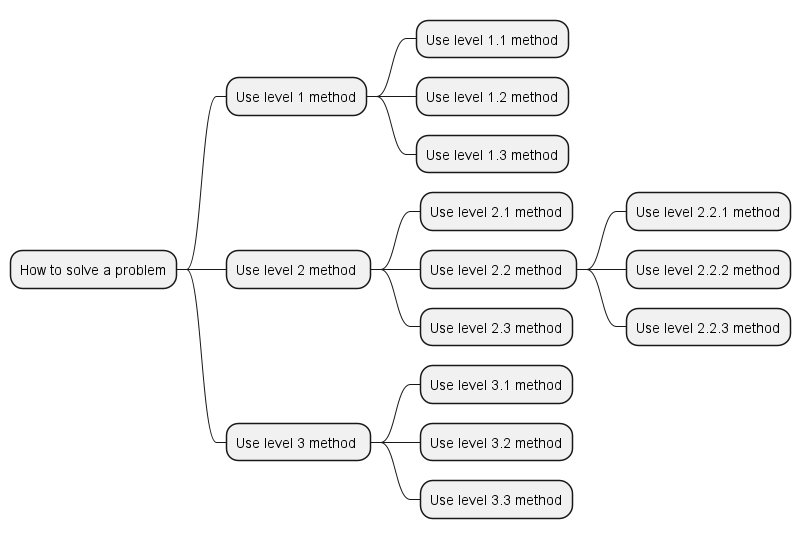 How to solve a problem
Use level 1 method
Use level 1.1 method
Use level 1.2 method
Use level 1.3 method
Use level 2 method
Use level 2.1 method
Use level 2.2 method
Use level 2.2.1 method
Use level 2.2.2 method
Use level 2.2.3 method
Use level 2.3 method
Use level 3 method
Use level 3.1 method
Use level 3.2 method
Use level 3.3 method